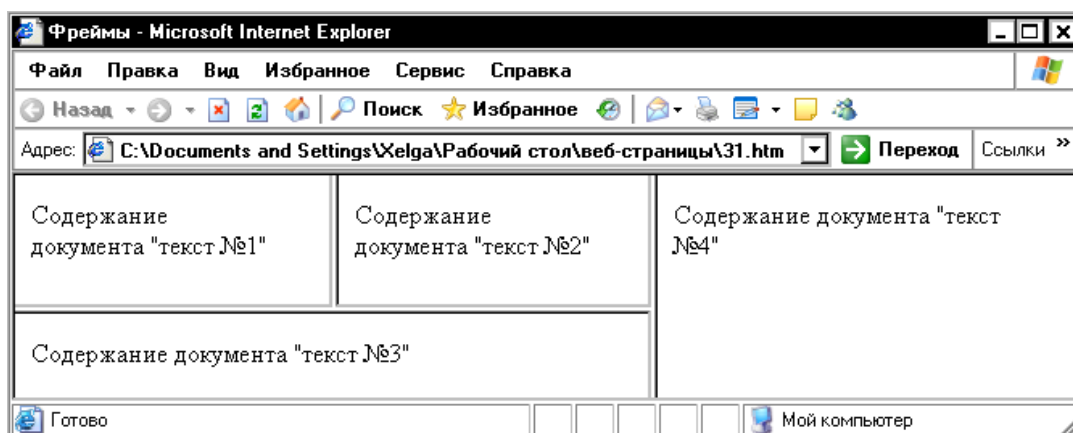 Фреймы - Microsoft Internet Explorer
Файл Правка Вид Избранное Сервис Справка
Назад Поиск Избранное
Адрес: C:\Documents and Settings\Xelga\Рабочий стол\веб-страницы\31.htm Переход Ссылки »
Содержание
документа "текст №1"
Содержание
документа "текст №2"
Содержание документа "текст
№4"
Содержание документа "текст №3"
Готово Мой компьютер